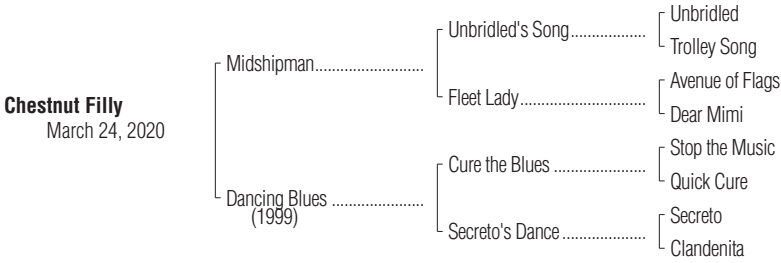 Unbridled
Unbridled's Song....................
Trolley Song
Midshipman........................
Avenue of Flags
Fleet Lady.................................
Dear Mimi
Chestnut Filly
March 24, 2020
Stop the Music
Cure the Blues ........................
Quick Cure
Dancing Blues ....................
(1999)
Secreto
Secreto's Dance......................
Clandenita